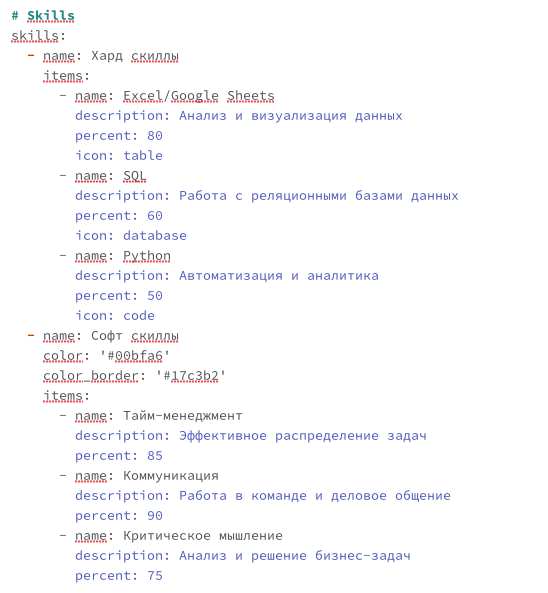 # Skills
skills:
  - name: Хард скиллы
    items:
      - name: Excel/Google Sheets
        description: Анализ и визуализация данных
        percent: 80
        icon: table
      - name: SQL
        description: Работа с реляционными базами данных
        percent: 60
        icon: database
      - name: Python
        description: Автоматизация и аналитика
        percent: 50
        icon: code
  - name: Софт скиллы
    color: '#00bfa6'
    color_border: '#17c3b2'
    items:
      - name: Тайм-менеджмент
        description: Эффективное распределение задач
        percent: 85
      - name: Коммуникация
        description: Работа в команде и деловое общение
        percent: 90
      - name: Критическое мышление
        description: Анализ и решение бизнес-задач
        percent: 75